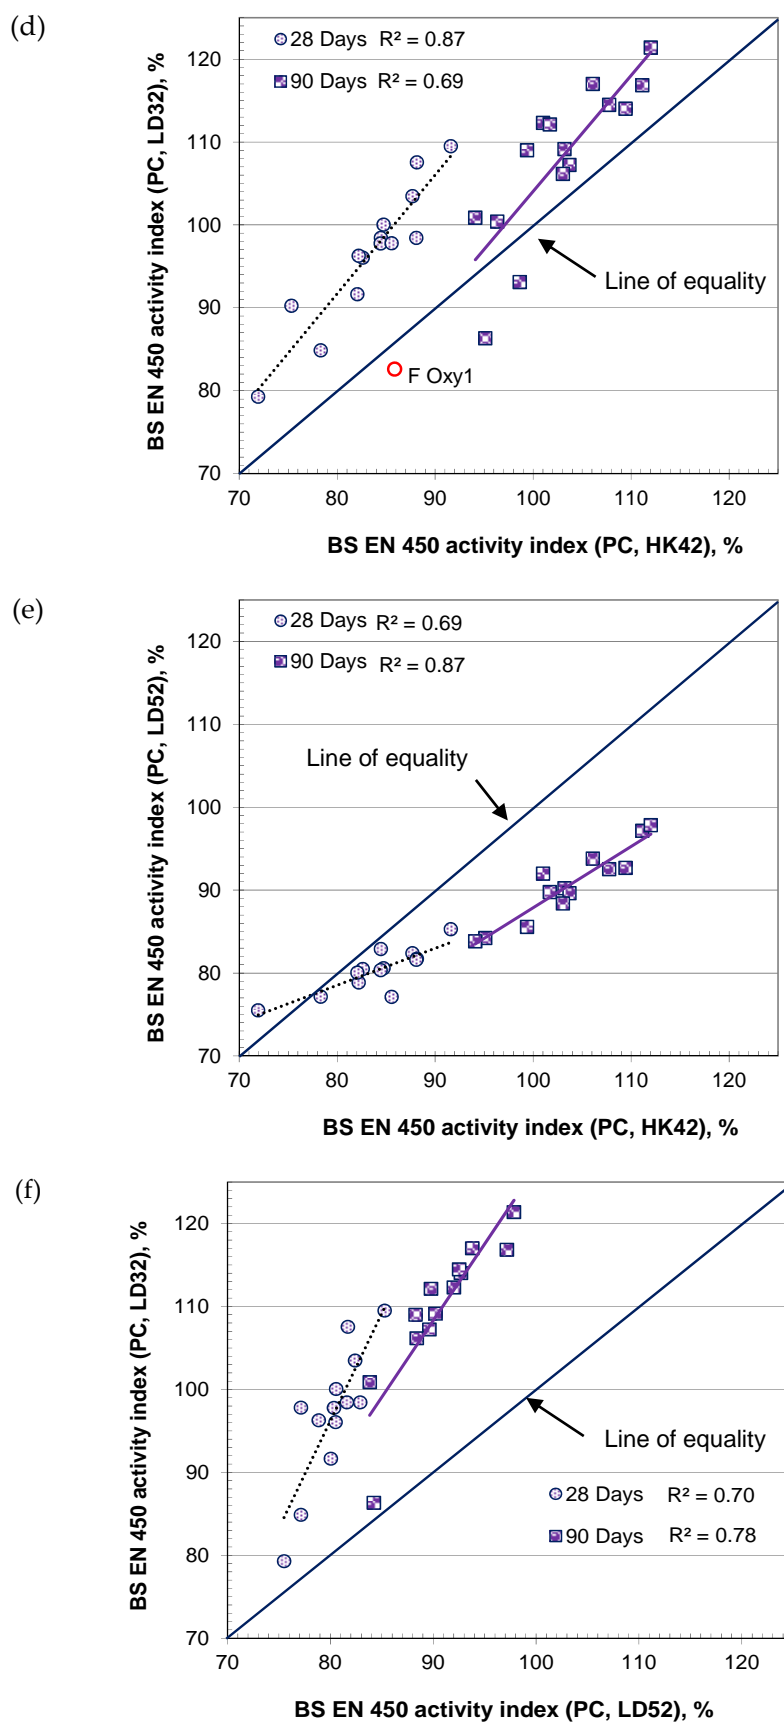 (d)
120
28 Days R² = 0.87
90 Days R² = 0.69
110
100
90
80
70
Line of equality
F Oxy1
BS EN 450 activity index (PC, LD32), %
70 80 90 100 110 120
BS EN 450 activity index (PC, HK42), %
(e)
28 Days R² = 0.69
120
90 Days R² = 0.87
110
Line of equality
100
90
80
70
BS EN 450 activity index (PC, LD52), %
70 80 90 100 110 120
BS EN 450 activity index (PC, HK42), %
(f)
120
110
100
90
80
70
BS EN 450 activity index (PC, LD32), %
Line of equality
28 Days R² = 0.70
90 Days R² = 0.78
70 80 90 100 110 120
BS EN 450 activity index (PC, LD52), %